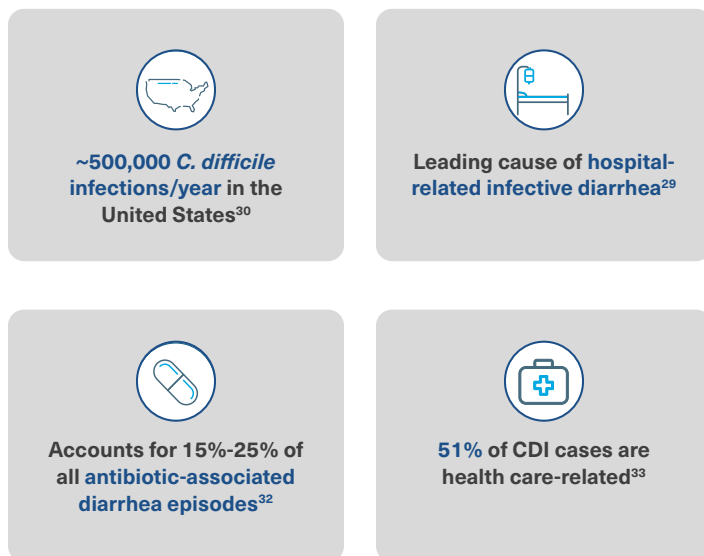 ~500,000 C. difficile
infections/year in the
United States³⁰
Leading cause of hospital-
related infective diarrhea²⁹
Accounts for 15%-25% of
all antibiotic-associated
diarrhea episodes³²
51% of CDI cases are
health care-related³³